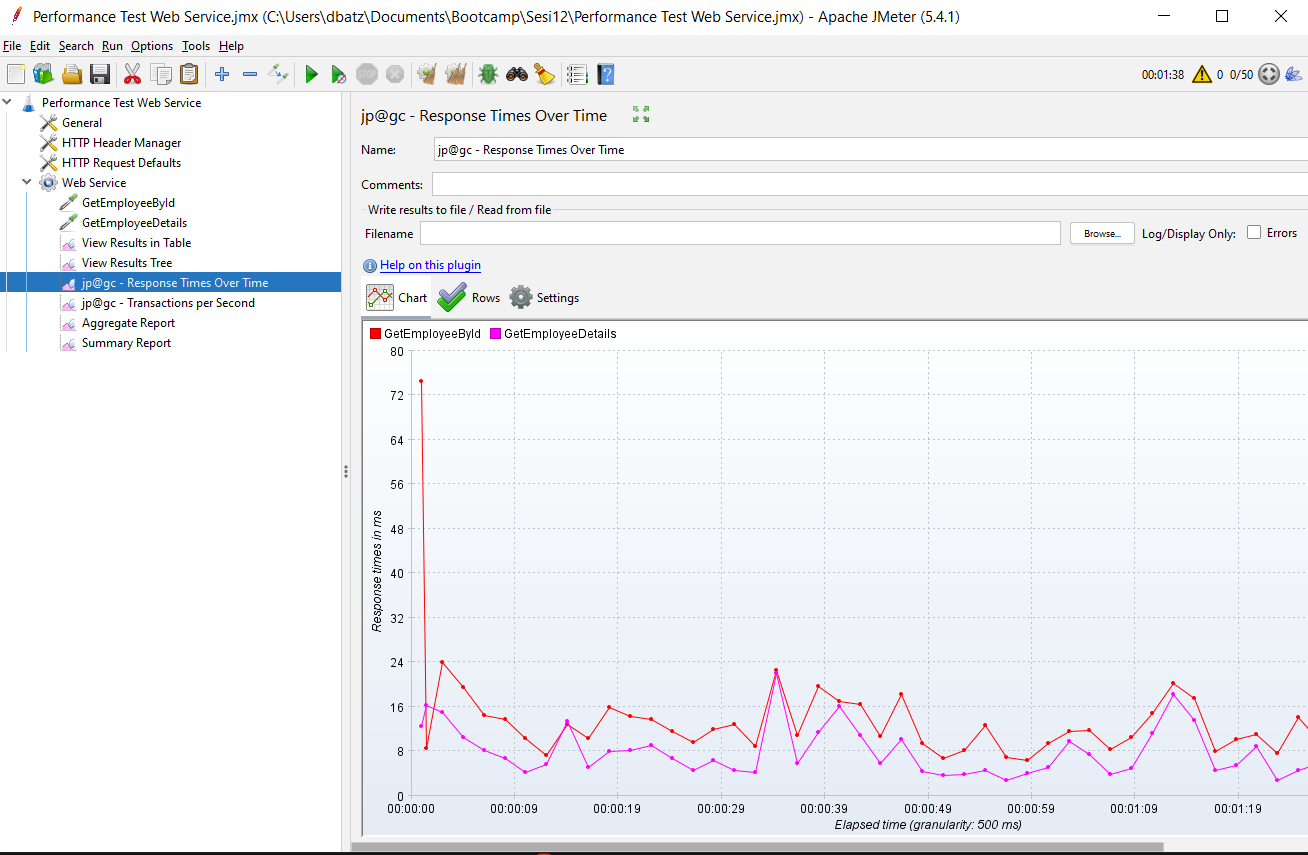 Performance Test Web Service.jmx (C:\Users\dbatz\Documents\Bootcamp\Sesi12\Performance Test Web Service.jmx) - Apache JMeter (5.4.1)
File Edit Search Run Options Tools Help
STOP 00:01:38 0 0/50
Performance Test Web Service
General
HTTP Header Manager
HTTP Request Defaults
Web Service
GetEmployeeById
GetEmployeeDetails
View Results in Table
View Results Tree
jp@gc - Response Times Over Time
jp@gc - Transactions per Second
Aggregate Report
Summary Report
jp@gc - Response Times Over Time
Name: jp@gc - Response Times Over Time
Comments:
Write results to file / Read from file
Filename Browse... Log/Display Only: Errors
Help on this plugin
Chart Rows Settings
GetEmployeeById GetEmployeeDetails
80
72
64
56
48
40
32
24
16
8
0
Response times in ms
00:00:00 00:00:09 00:00:19 00:00:29 00:00:39 00:00:49 00:00:59 00:01:09 00:01:19
Elapsed time (granularity: 500 ms)